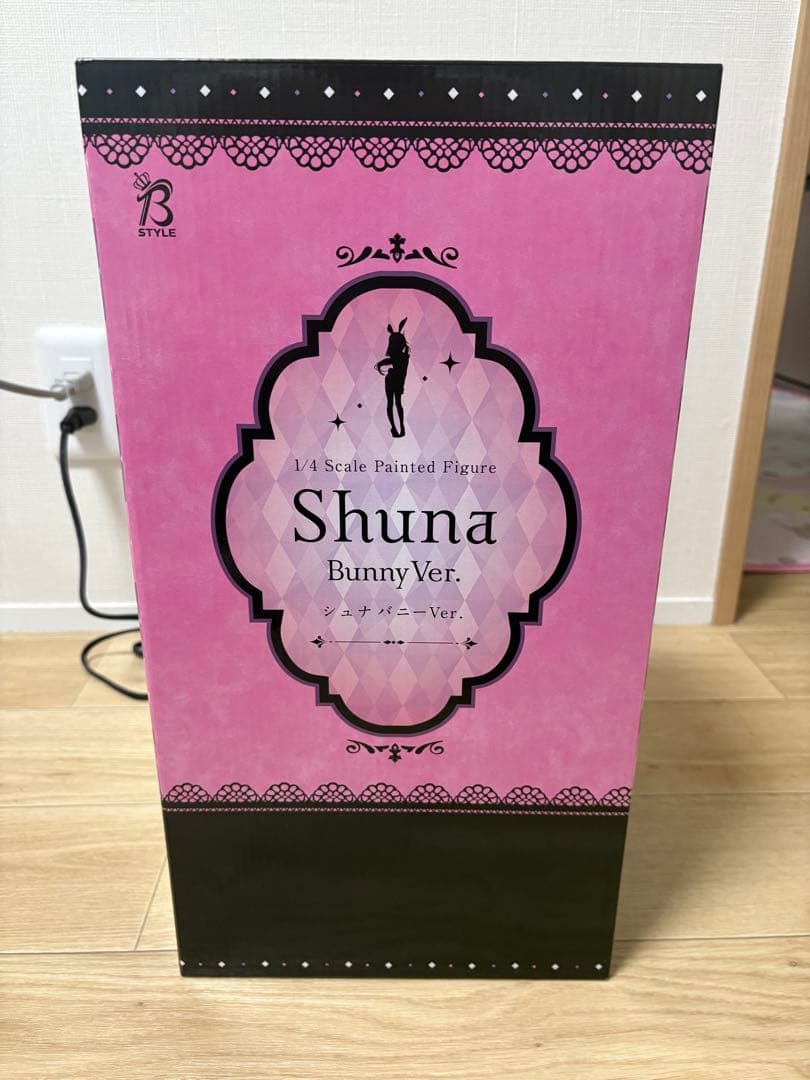 B
STYLE
1/4 Scale Painted Figure
Shuna
Bunny Ver.
シュナ バニーVer.